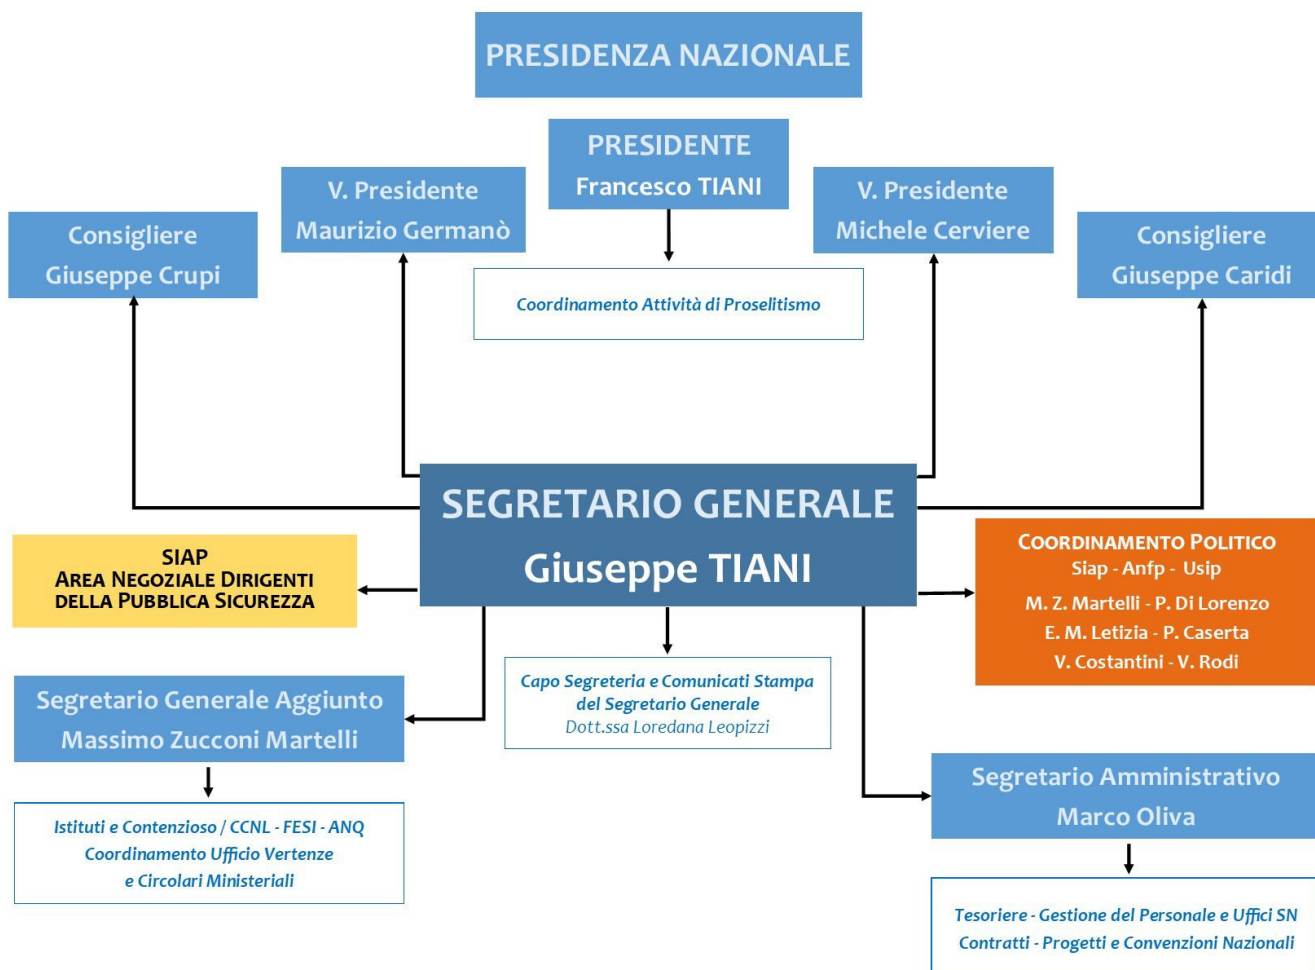 PRESIDENZA NAZIONALE
PRESIDENTE
Francesco TIANI
V. Presidente
Maurizio Germanò
V. Presidente
Michele Cerviere
Consigliere
Giuseppe Crupi
Consigliere
Giuseppe Caridi
Coordinamento Attività di Proselitismo
SEGRETARIO GENERALE
Giuseppe TIANI
SIAP
AREA NEGOZIALE DIRIGENTI
DELLA PUBBLICA SICUREZZA
COORDINAMENTO POLITICO
Siap - Anfp - Usip
M. Z. Martelli - P. Di Lorenzo
E. M. Letizia - P. Caserta
V. Costantini - V. Rodi
Capo Segreteria e Comunicati Stampa
del Segretario Generale
Dott.ssa Loredana Leopizzi
Segretario Generale Aggiunto
Massimo Zucconi Martelli
Istituti e Contenzioso / CCNL - FESI - ANQ
Coordinamento Ufficio Vertenze
e Circolari Ministeriali
Segretario Amministrativo
Marco Oliva
Tesoriere - Gestione del Personale e Uffici SN
Contratti - Progetti e Convenzioni Nazionali